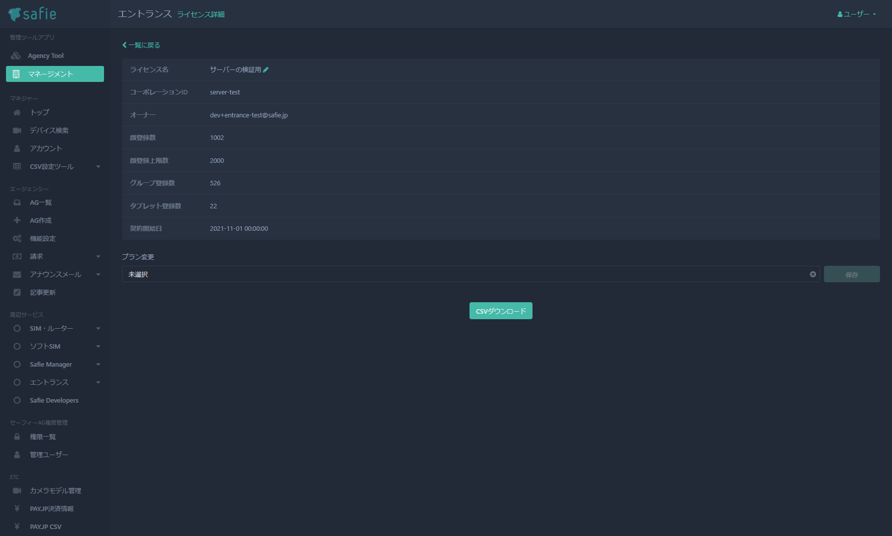 safie
エントランス ライセンス詳細
ユーザー
管理ツールアプリ
Agency Tool
マネージメント
マネジャー
トップ
デバイス検索
アカウント
CSV設定ツール
エージェンシー
AG一覧
AG作成
機能設定
請求
アナウンスメール
記事更新
周辺サービス
SIM・ルーター
ソフトSIM
Safie Manager
エントランス
Safie Developers
セーフィーAG権限管理
権限一覧
管理ユーザー
ETC
カメラモデル管理
PAY.JP決済情報
PAY.JP CSV
一覧に戻る
ライセンス名 サーバーの検証用
コーポレーションID server-test
オーナー dev+entrance-test@safie.jp
顔登録数 1002
顔登録上限数 2000
グループ登録数 526
タブレット登録数 22
契約開始日 2021-11-01 00:00:00
プラン変更
未選択
保存
CSVダウンロード